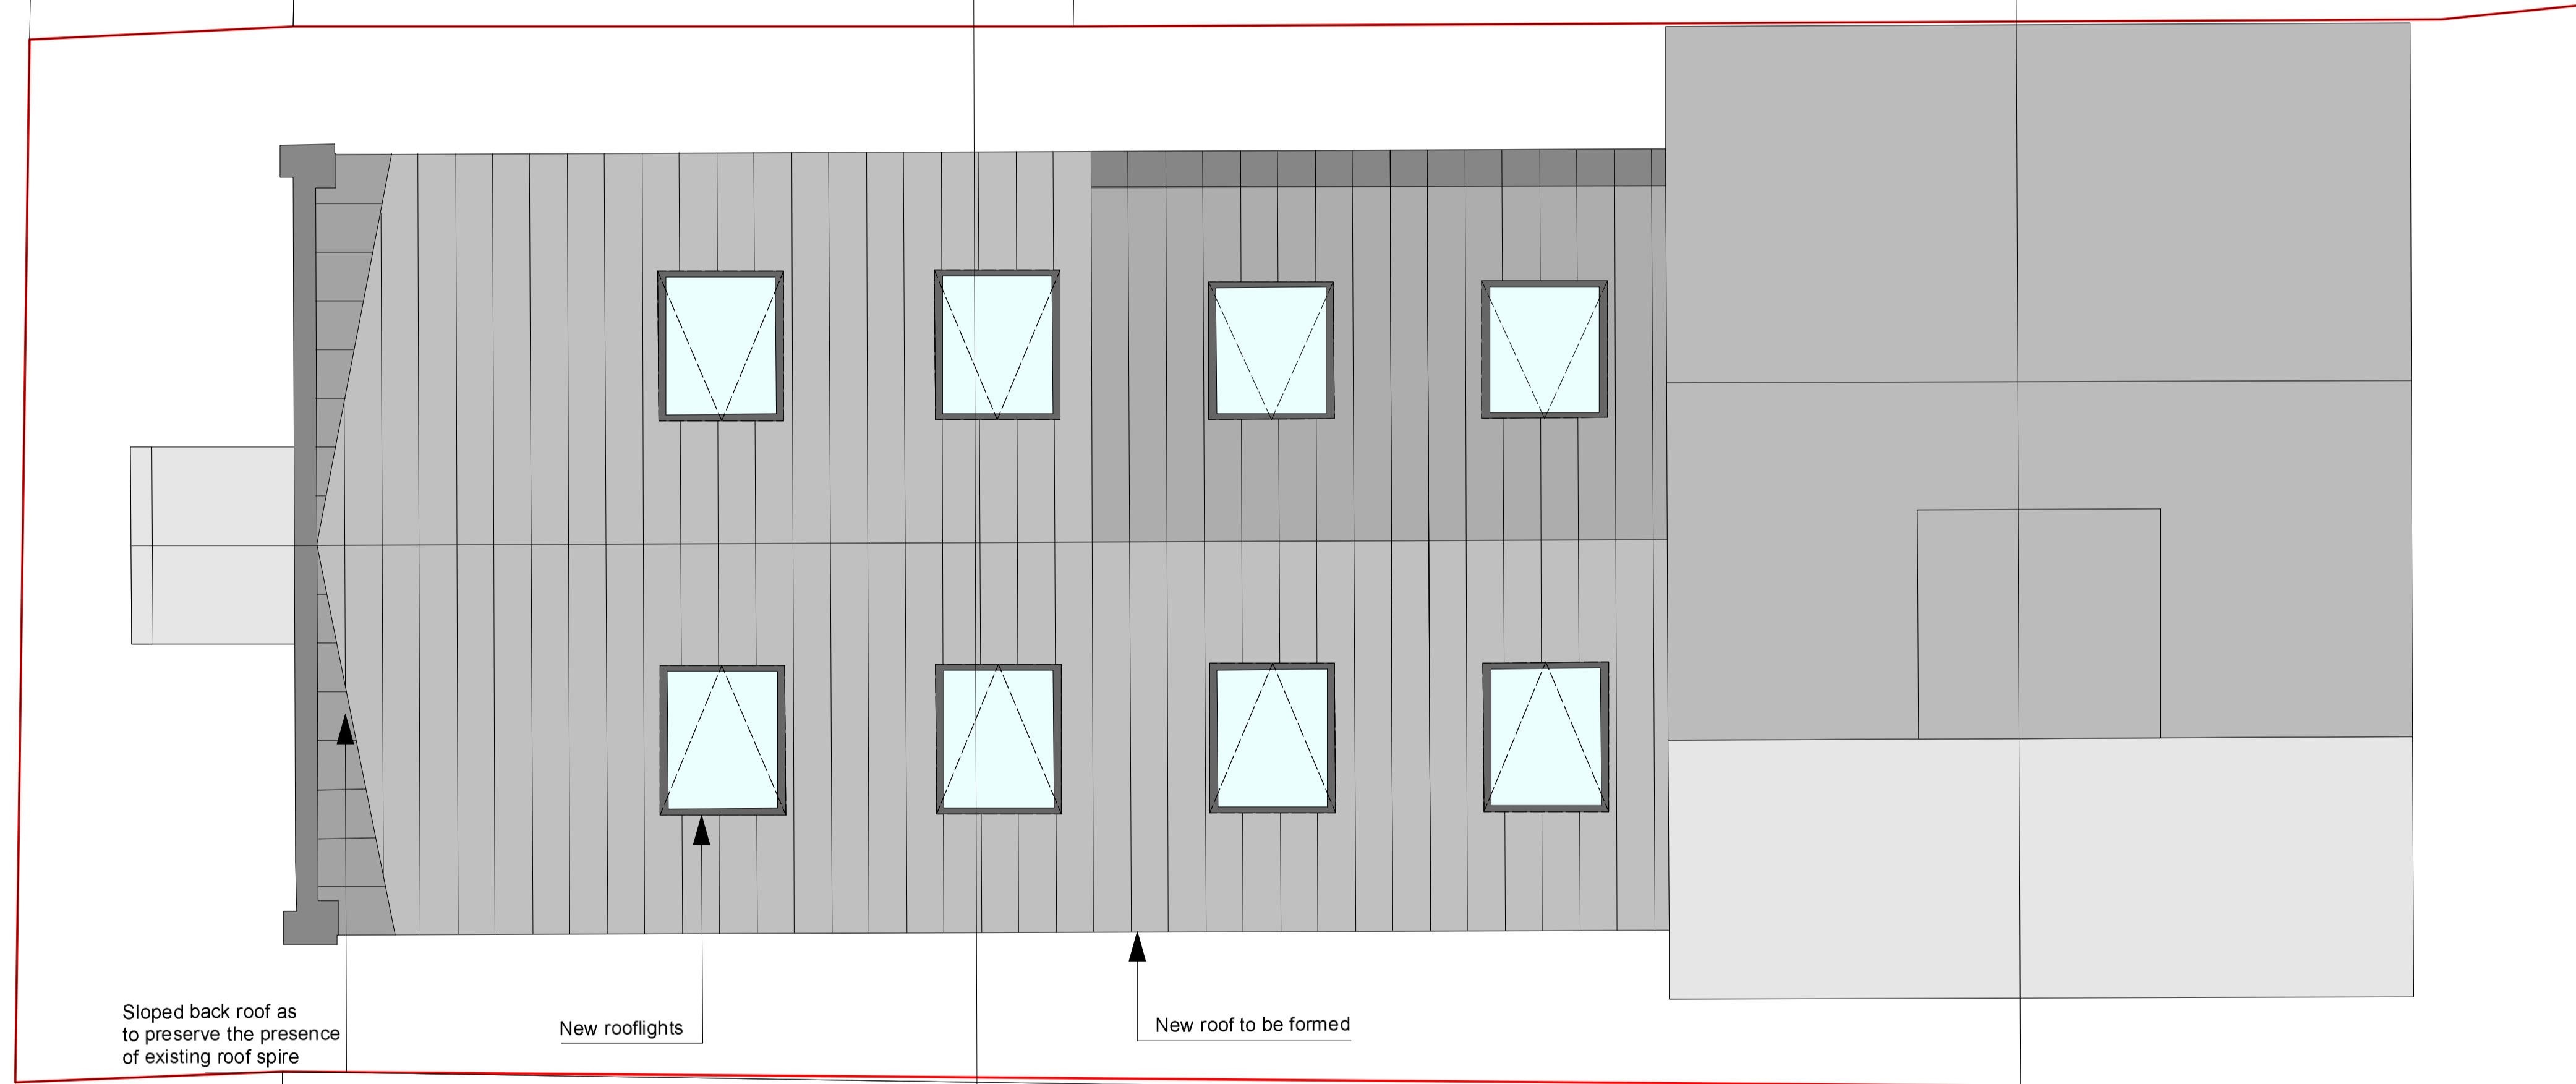 Sloped back roof as
to preserve the presence
of existing roof spire
New rooflights
New roof to be formed